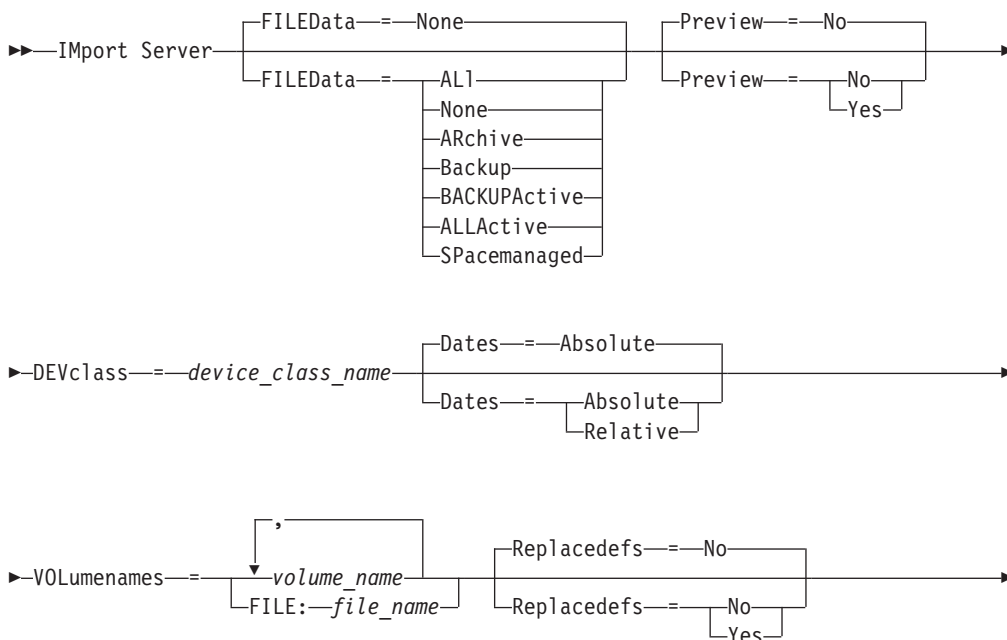 FILEData = None Preview = No
IMport Server
FILEData = ALl Preview = No
None Yes
ARchive
Backup
BACKUPActive
ALLActive
SPacemanaged
Dates = Absolute
DEVclass = device_class_name
Dates = Absolute
Relative
,
Replacedefs = No
VOLumenames = volume_name
FILE: file_name Replacedefs = No
Yes